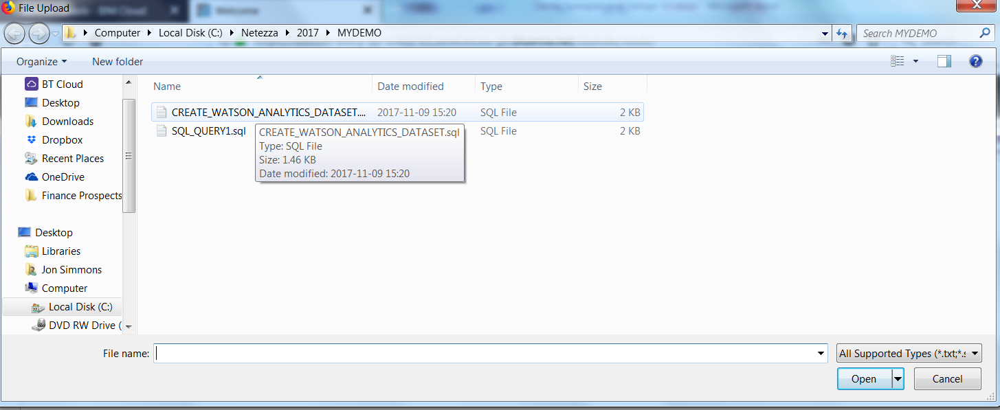 File Upload
IBM Cloud
Welcome
Computer Local Disk (C:) Netezza 2017 MYDEMO
Search MYDEMO
Organize New folder
Name Date modified Type Size
CREATE_WATSON_ANALYTICS_DATASET.... 2017-11-09 15:20 SQL File 2 KB
SQL_QUERY1.sql SQL File 2 KB
CREATE_WATSON_ANALYTICS_DATASET.sql
Type: SQL File
Size: 1.46 KB
Date modified: 2017-11-09 15:20
BT Cloud
Desktop
Downloads
Dropbox
Recent Places
OneDrive
Finance Prospects
Desktop
Libraries
Jon Simmons
Computer
Local Disk (C:)
DVD RW Drive (
File name:
All Supported Types (*.txt;*.s
Open
Cancel